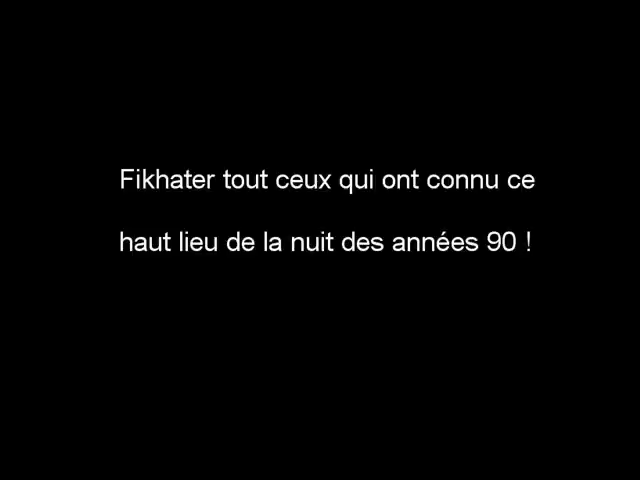 Fikhater tout ceux qui ont connu ce
haut lieu de la nuit des années 90 !